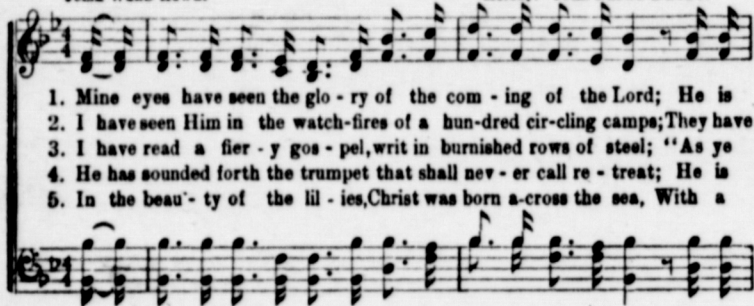 1. Mine eyes have seen the glo - ry of the com - ing of the Lord; He is
2. I have seen Him in the watch-fires of a hun-dred cir-cling camps; They have
3. I have read a fier - y gos - pel, writ in burnished rows of steel; "As ye
4. He has sounded forth the trumpet that shall nev - er call re - treat; He is
5. In the beau - ty of the lil - ies, Christ was born a-cross the sea, With a